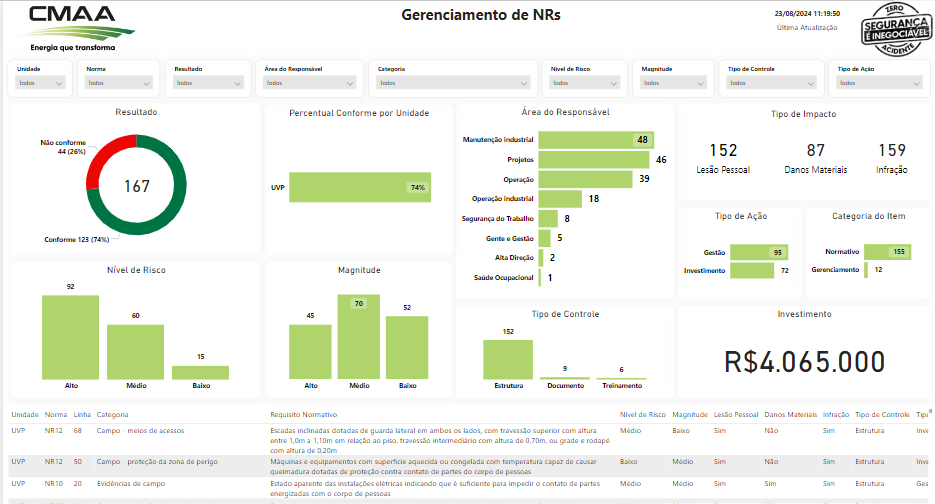 CMAA
Energia que transforma
Gerenciamento de NRs
23/08/2024 11:19:50
Última Atualização
ZERO
SEGURANÇA
É INEGOCIÁVEL
ACIDENTE
Unidade
Todos
Norma
Todos
Resultado
Todos
Área do Responsável
Todos
Categoria
Todos
Nível de Risco
Todos
Magnitude
Todos
Tipo de Controle
Todos
Tipo de Ação
Todos
Resultado
Não conforme
44 (26%)
167
Conforme 123 (74%)
Percentual Conforme por Unidade
UVP 74%
Área do Responsável
Manutenção industrial 48
Projetos 46
Operação 39
Operação industrial 18
Segurança do Trabalho 8
Gente e Gestão 5
Alta Direção 2
Saúde Ocupacional 1
Tipo de Impacto
152 87 159
Lesão Pessoal Danos Materiais Infração
Tipo de Ação
Gestão 95
Investimento 72
Categoria do Item
Normativo 155
Gerenciamento 12
Nível de Risco
92
60
15
Alto Médio Baixo
Magnitude
45
70
52
Alto Médio Baixo
Tipo de Controle
152
9
6
Estrutura Documento Treinamento
Investimento
R$4.065.000
Unidade Norma Linha Categoria Requisito Normativo Nível de Risco Magnitude Lesão Pessoal Danos Materiais Infração Tipo de Controle Tipo
UVP NR12 68 Campo - meios de acessos Escadas inclinadas dotadas de guarda lateral em ambos os lados, com travessão superior com altura Médio Baixo Sim Não Sim Estrutura Inve
entre 1,0m a 1,10m em relação ao piso, travessão intermediário com altura de 0,70m, ou grade e rodapé
com altura de 0,20m
UVP NR12 50 Campo - proteção da zona de perigo Máquinas e equipamentos com superfície aquecida ou congelada com temperatura capaz de causar Baixo Médio Sim Não Sim Estrutura Inve
queimadura dotadas de proteção contra contato de partes do corpo de pessoas
UVP NR10 20 Evidências de campo Estado aparente das instalações elétricas indicando que é suficiente para impedir o contato de partes Médio Médio Sim Sim Sim Estrutura Ges
energizadas com o corpo de pessoas